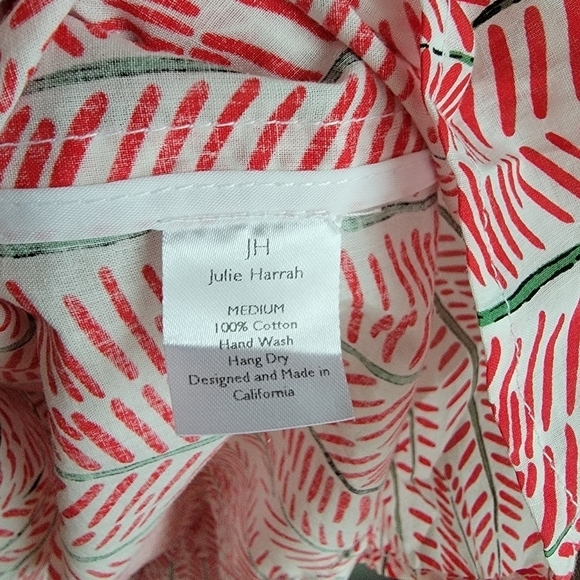 JH
Julie Harrah
MEDIUM
100% Cotton
Hand Wash
Hang Dry
Designed and Made in
California